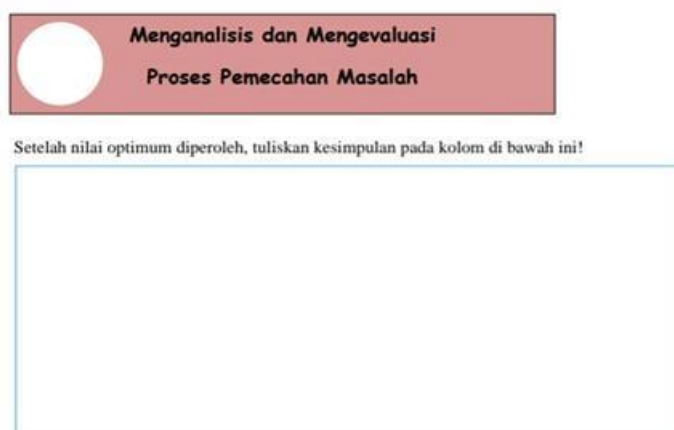 Menganalisis dan Mengevaluasi
Proses Pemecahan Masalah
Setelah nilai optimum diperoleh, tuliskan kesimpulan pada kolom di bawah ini!